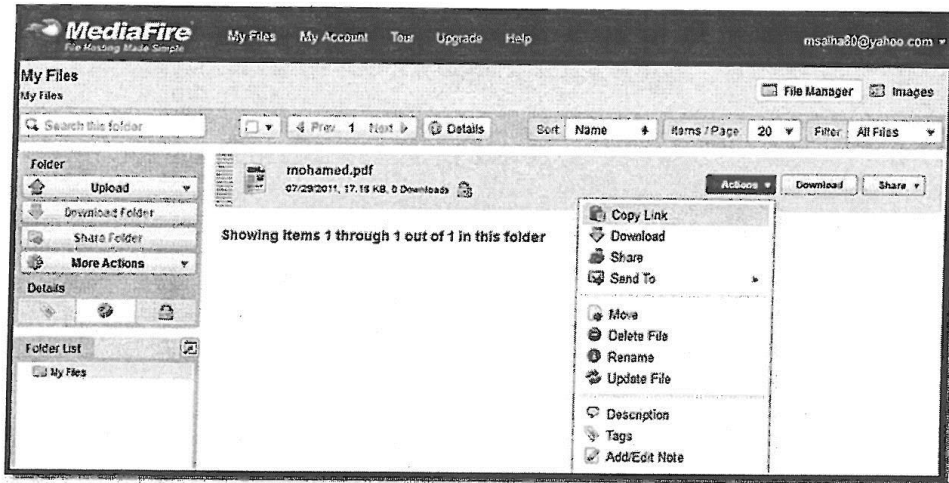 MediaFire
File Hosting Made Simple
My Files My Account Tour Upgrade Help
msalha80@yahoo.com
My Files
My Files
File Manager Images
Search this folder
Prev 1 Next Details
Sort Name Items / Page 20 Filter All Files
Folder
Upload
Download Folder
Share Folder
More Actions
Details
Folder List
My Files
mohamed.pdf
07/29/2011, 17.15 KB, 0 Downloads
Actions Download Share
Showing items 1 through 1 out of 1 in this folder
Copy Link
Download
Share
Send To
Move
Delete File
Rename
Update File
Description
Tags
Add/Edit Note